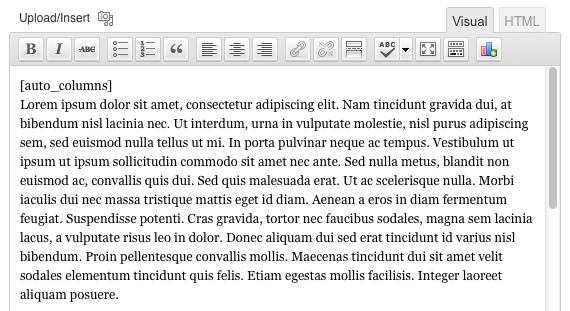 Upload/Insert
Visual HTML
B I ABC ABC
[auto_columns]
Lorem ipsum dolor sit amet, consectetur adipiscing elit. Nam tincidunt gravida dui, at
bibendum nisl lacinia nec. Ut interdum, urna in vulputate molestie, nisl purus adipiscing
sem, sed euismod nulla tellus ut mi. In porta pulvinar neque ac tempus. Vestibulum ut
ipsum ut ipsum sollicitudin commodo sit amet nec ante. Sed nulla metus, blandit non
euismod ac, convallis quis dui. Sed quis malesuada erat. Ut ac scelerisque nulla. Morbi
iaculis dui nec massa tristique mattis eget id diam. Aenean a eros in diam fermentum
feugiat. Suspendisse potenti. Cras gravida, tortor nec faucibus sodales, magna sem lacinia
lacus, a vulputate risus leo in dolor. Donec aliquam dui sed erat tincidunt id varius nisl
bibendum. Proin pellentesque convallis mollis. Maecenas tincidunt dui sit amet velit
sodales elementum tincidunt quis felis. Etiam egestas mollis facilisis. Integer laoreet
aliquam posuere.